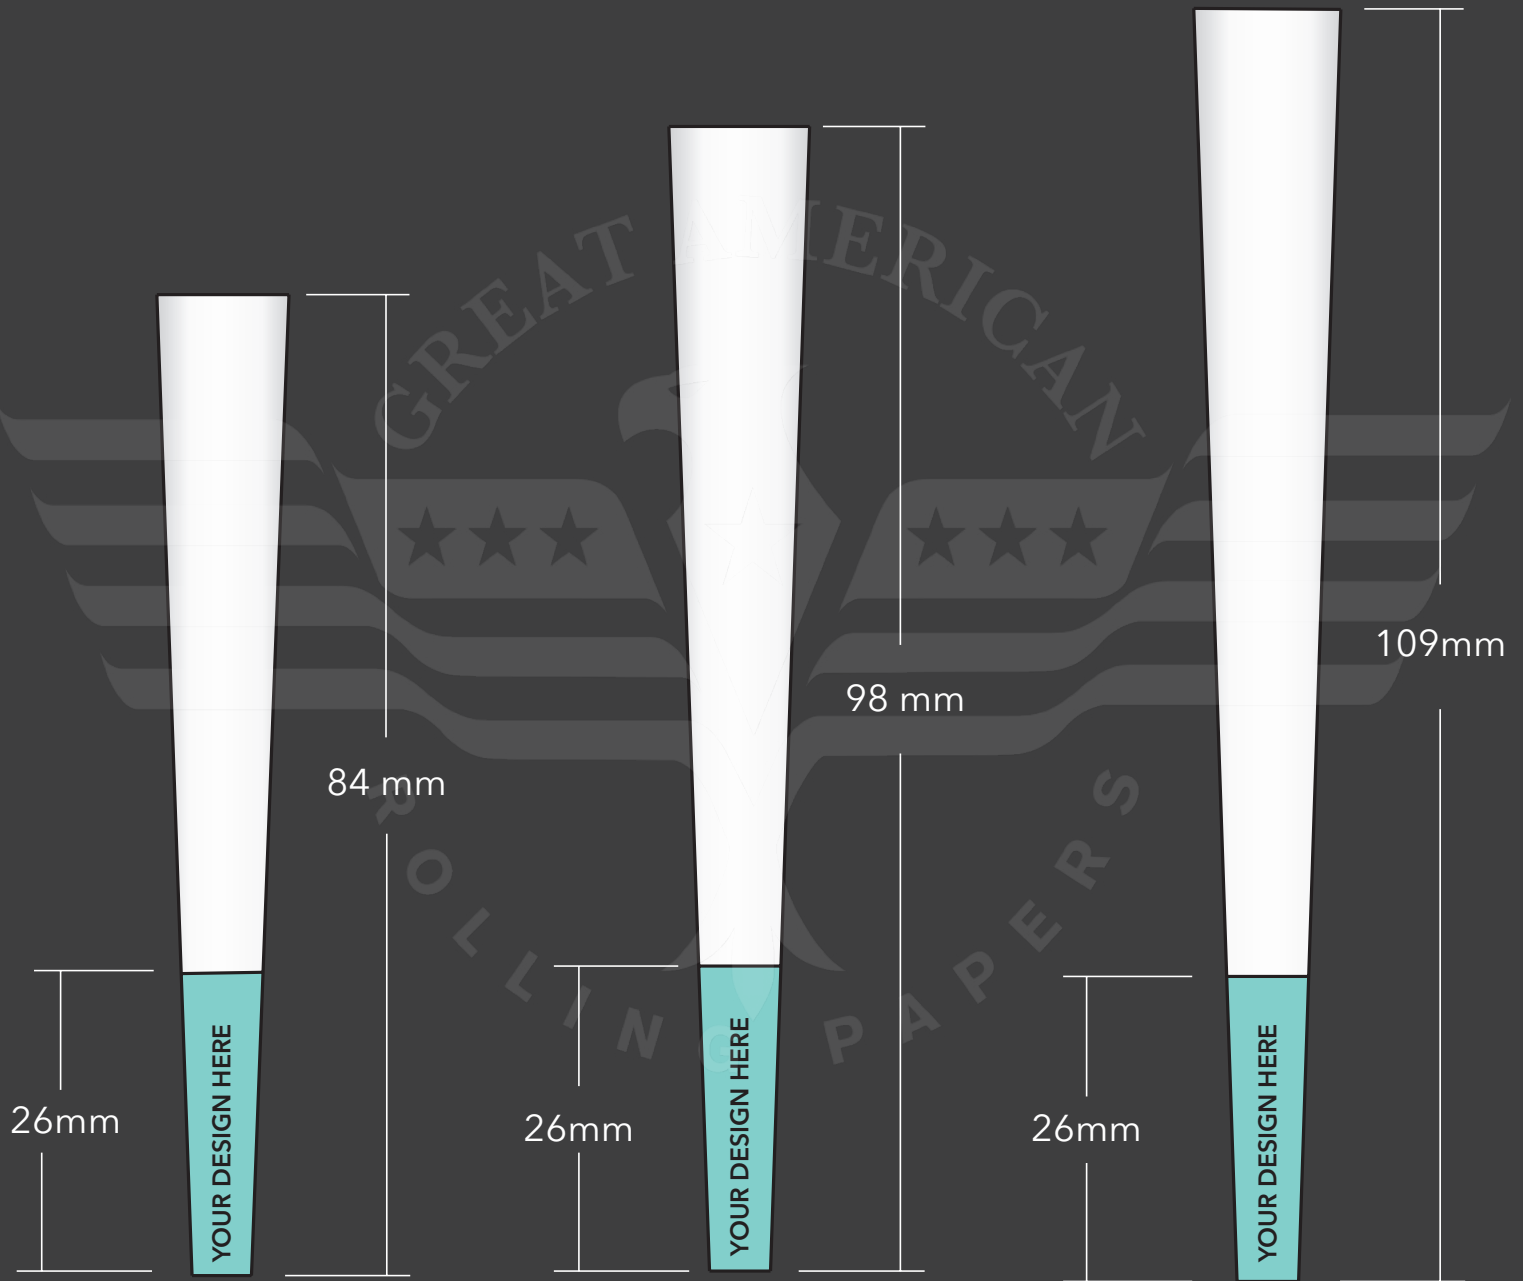 GREAT AMERICAN
109mm
98 mm
84 mm
ROLLING PAPERS
26mm
26mm
26mm
YOUR DESIGN HERE
YOUR DESIGN HERE
YOUR DESIGN HERE